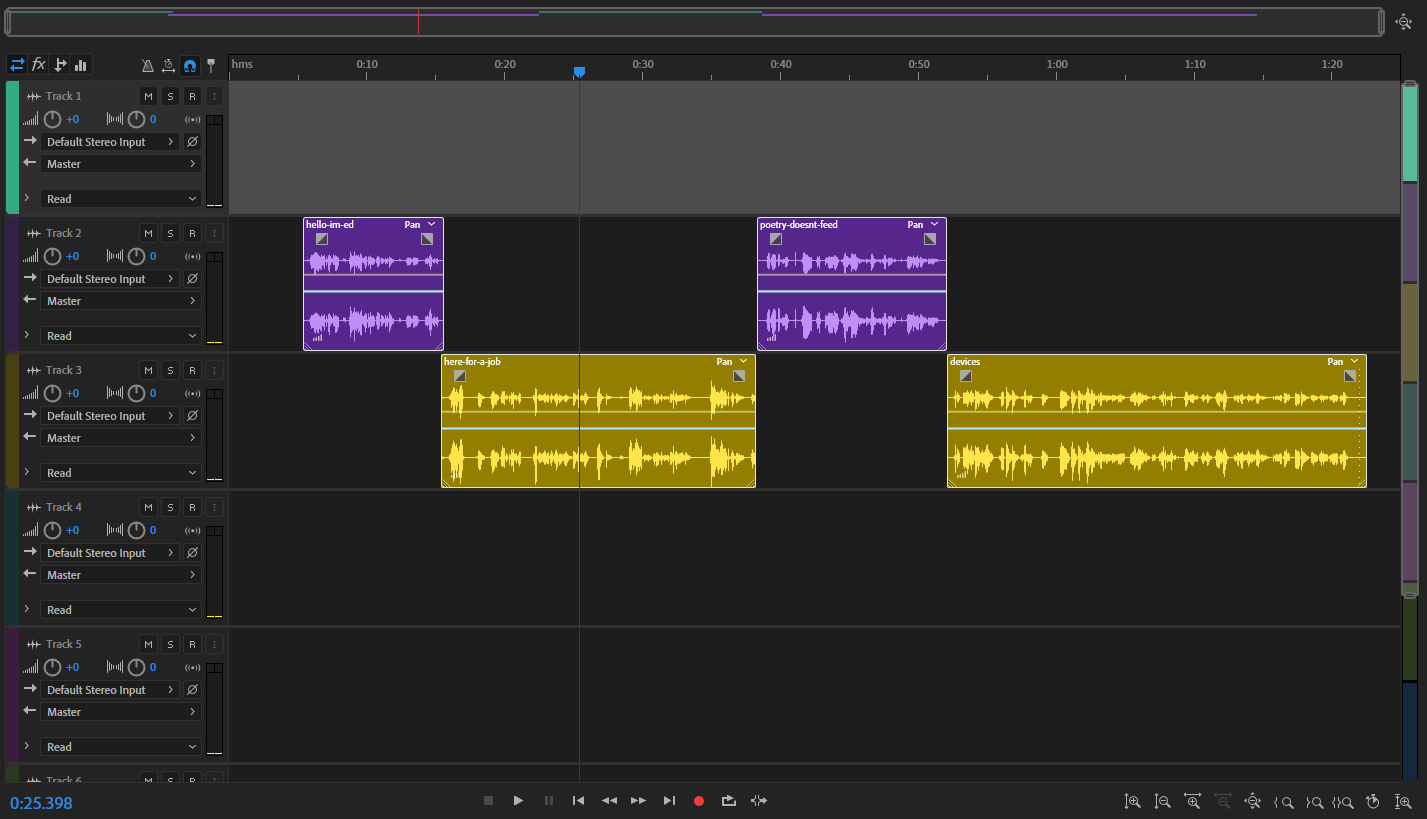 hms 0:10 0:20 0:30 0:40 0:50 1:00 1:10 1:20
fx
Track 1 M S R I
+0 0
Default Stereo Input
Master
Read
Track 2 M S R I
+0 0
Default Stereo Input
Master
Read
hello-im-ed Pan
poetry-doesnt-feed Pan
Track 3 M S R I
+0 0
Default Stereo Input
Master
Read
here-for-a-job Pan
devices Pan
Track 4 M S R I
+0 0
Default Stereo Input
Master
Read
Track 5 M S R I
+0 0
Default Stereo Input
Master
Read
Track 6 M S R I
0:25.398